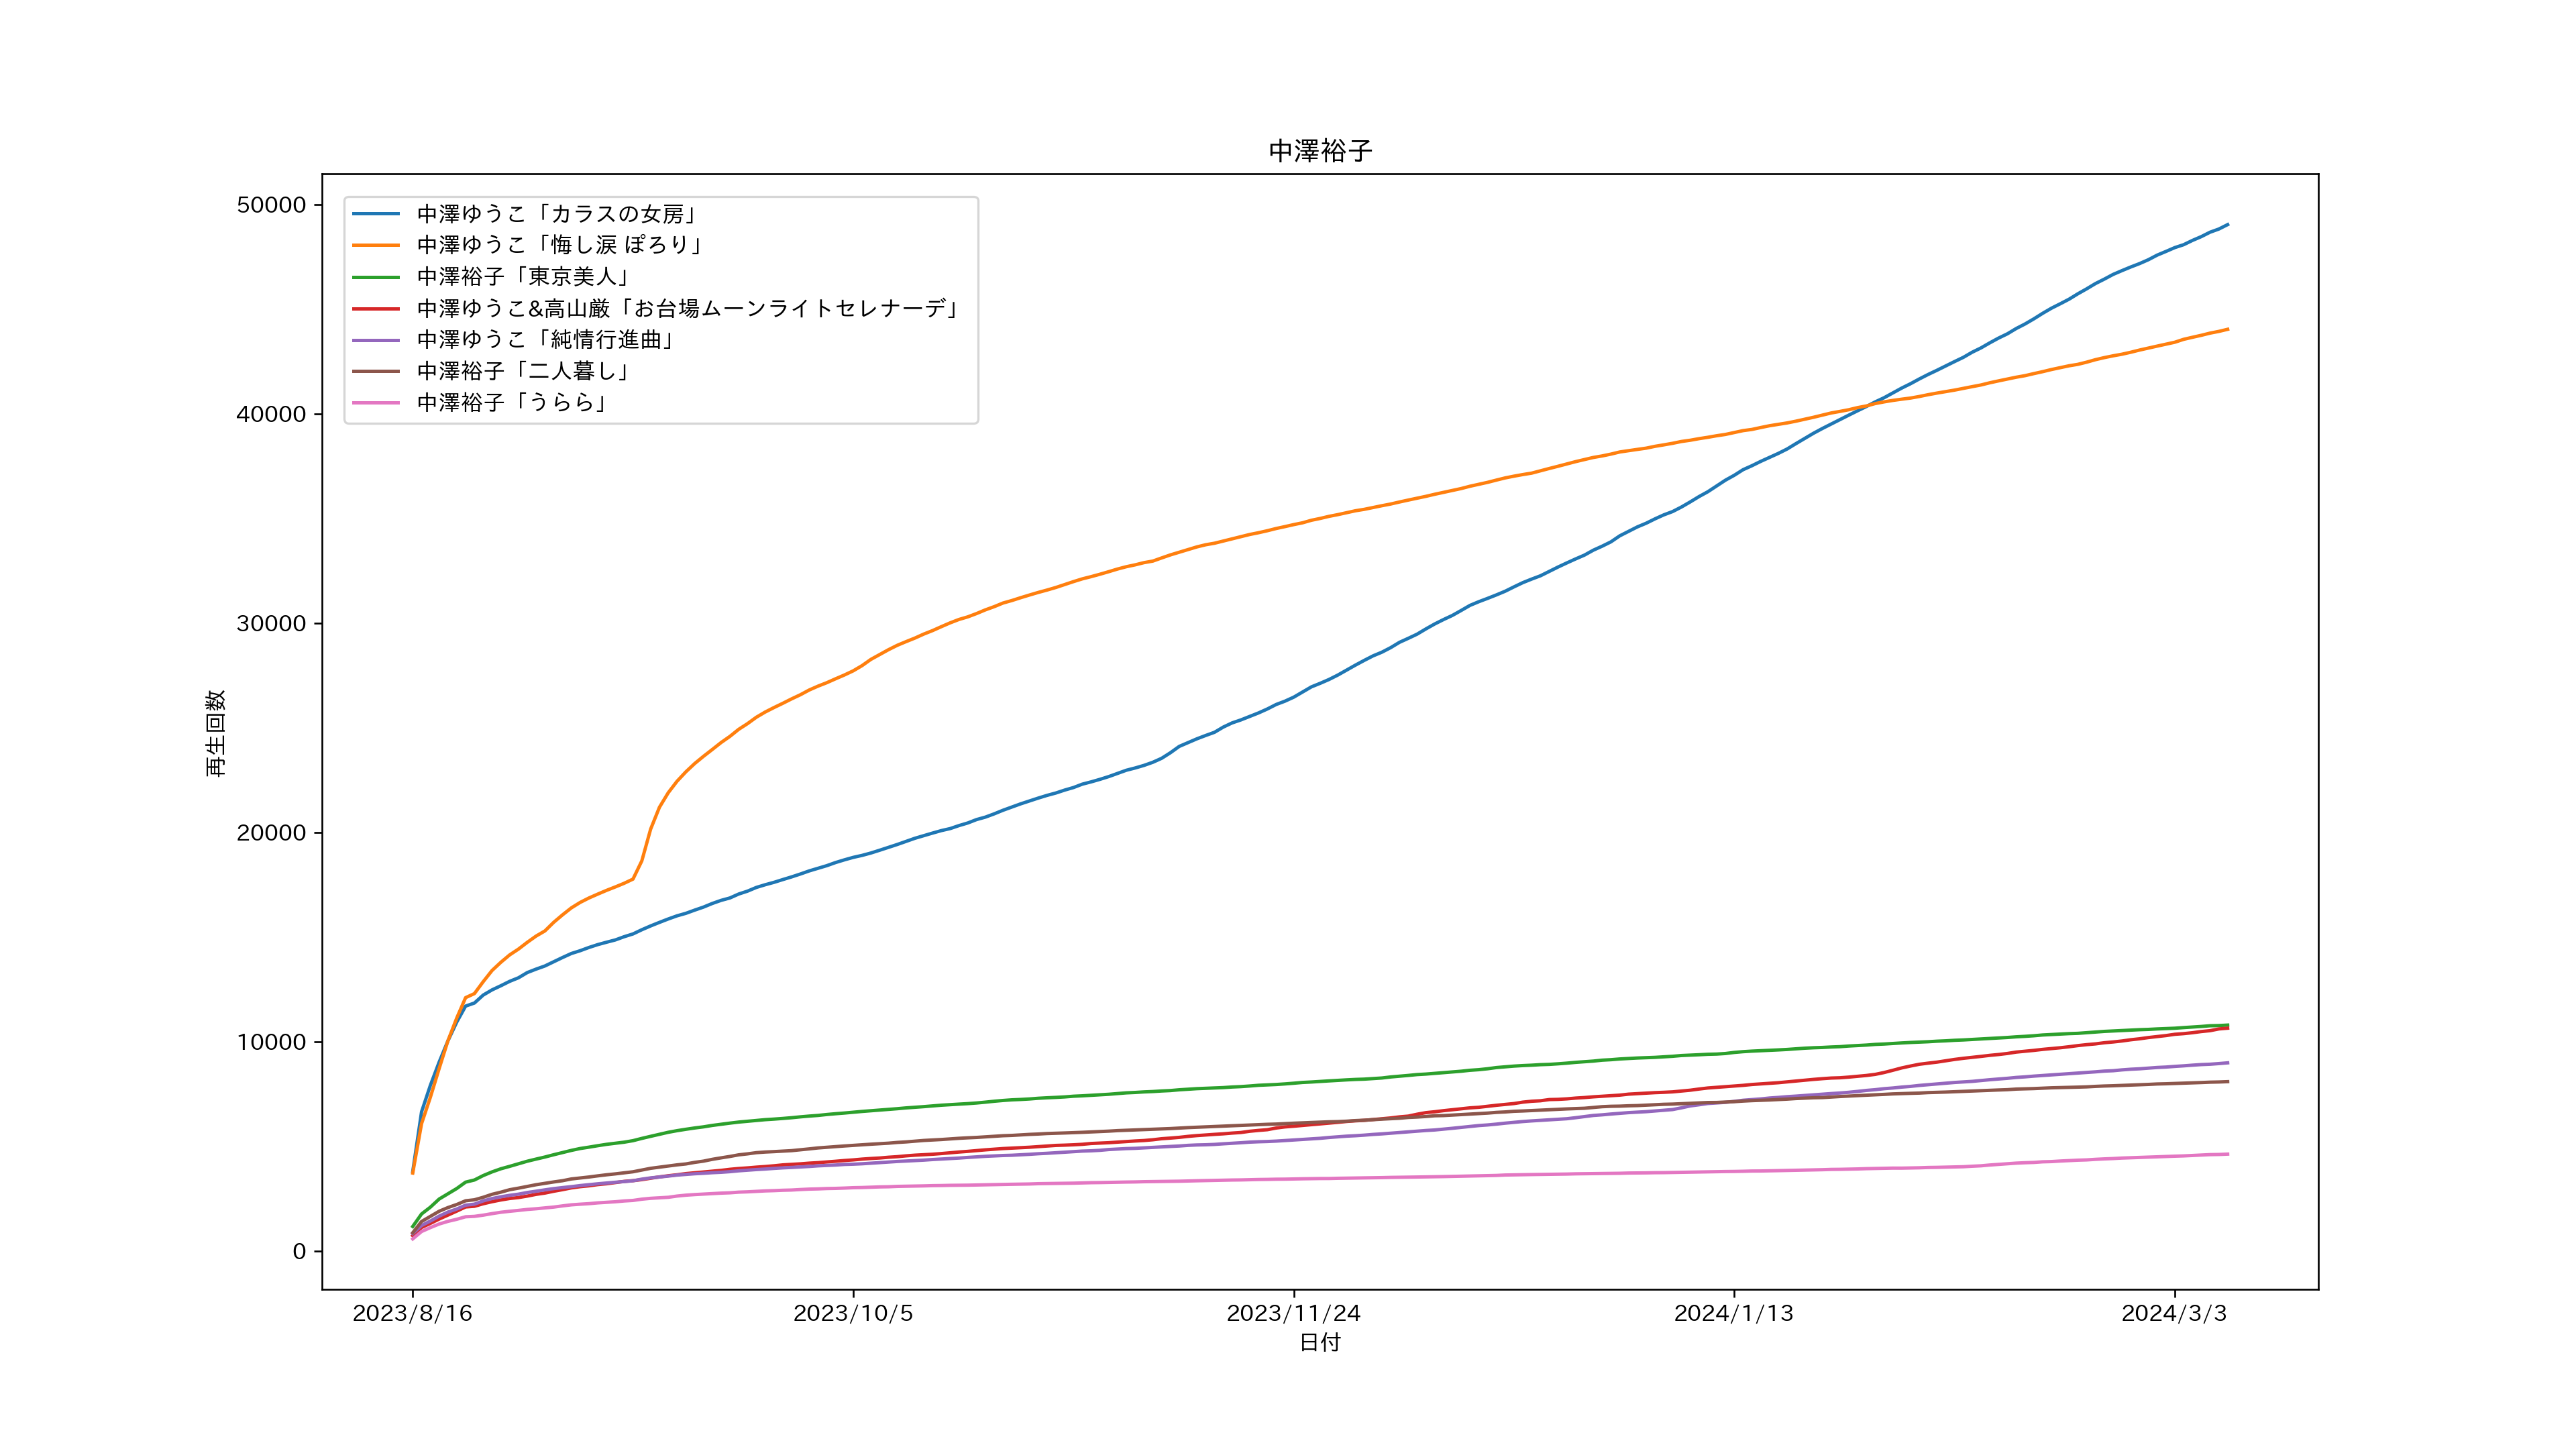 中澤裕子
50000
40000
30000
20000
10000
0
再生回数
中澤ゆうこ「カラスの女房」
中澤ゆうこ「悔し涙 ぽろり」
中澤裕子「東京美人」
中澤ゆうこ&高山厳「お台場ムーンライトセレナーデ」
中澤ゆうこ「純情行進曲」
中澤裕子「二人暮し」
中澤裕子「うらら」
2023/8/16
2023/10/5
2023/11/24
2024/1/13
2024/3/3
日付